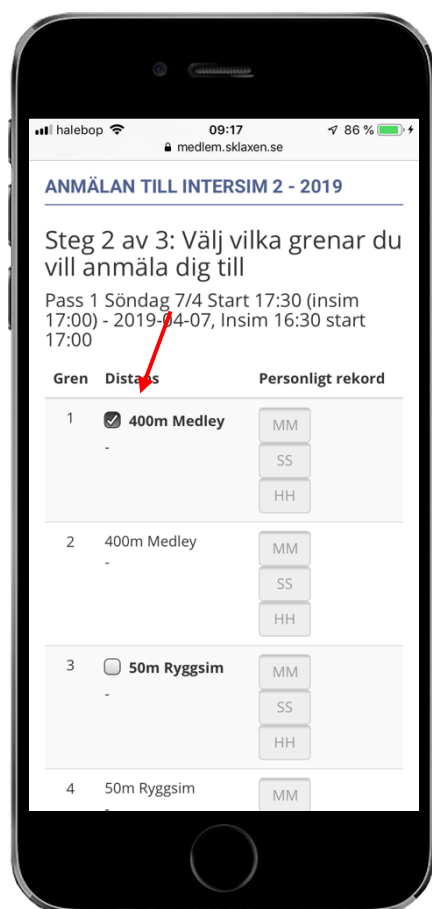 halebop 09:17 86 %
medlem.sklaxen.se
ANMÄLAN TILL INTERSIM 2 - 2019
Steg 2 av 3: Välj vilka grenar du
vill anmäla dig till
Pass 1 Söndag 7/4 Start 17:30 (insim
17:00) - 2019-04-07, Insim 16:30 start
17:00
Gren Distans Personligt rekord
1 400m Medley MM
-
SS
HH
2 400m Medley MM
-
SS
HH
3 50m Ryggsim MM
-
SS
HH
4 50m Ryggsim MM
-